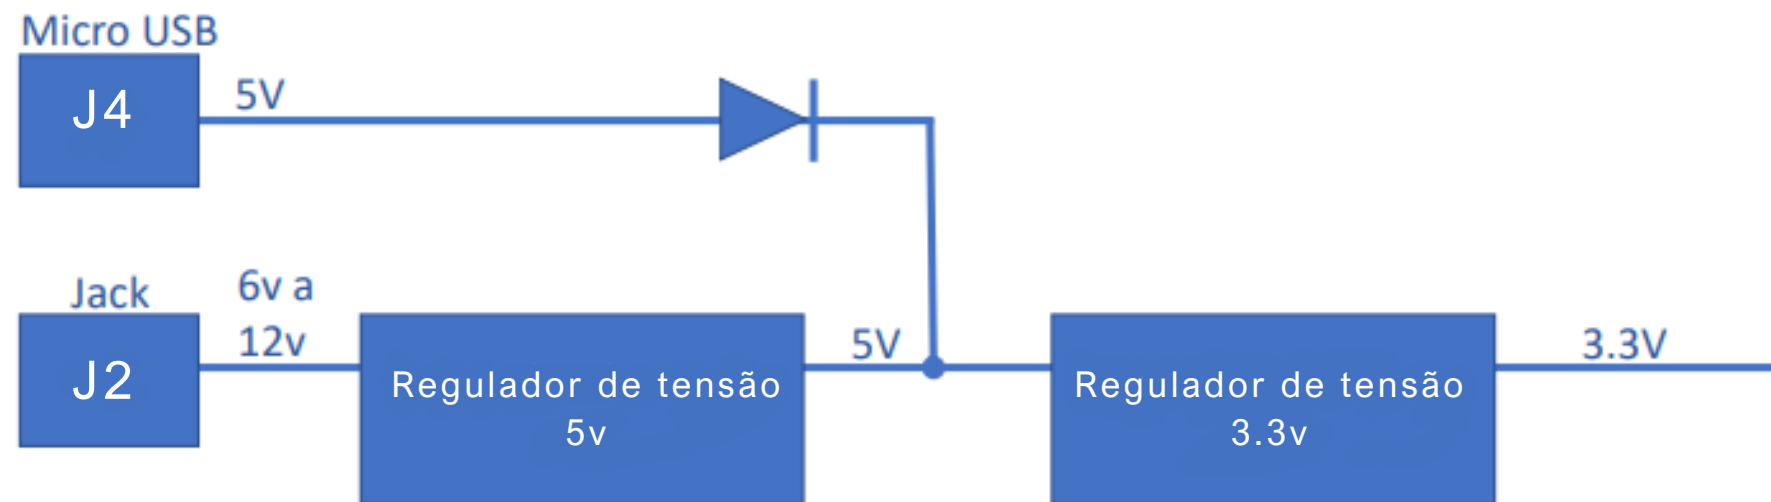 Micro USB
J4
5V
Jack
J2
6v a
12v
Regulador de tensão
5v
5V
Regulador de tensão
3.3v
3.3V